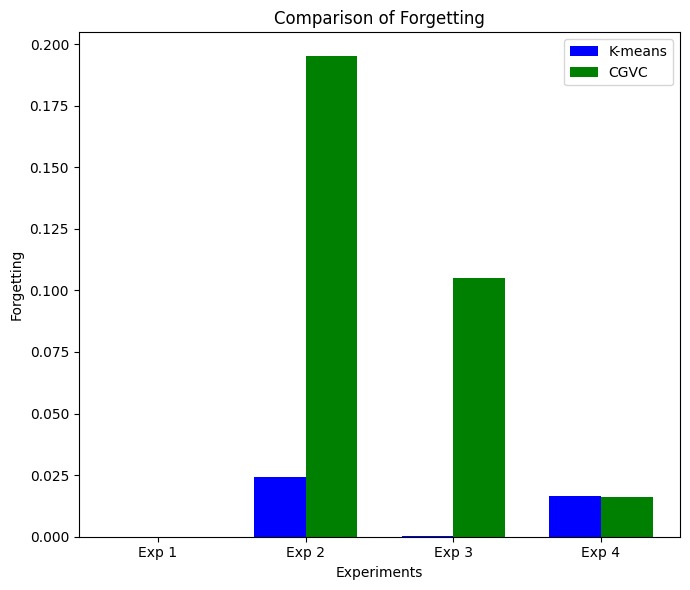 Comparison of Forgetting
K-means
CGVC
0.200
0.175
0.150
0.125
0.100
0.075
0.050
0.025
0.000
Forgetting
Exp 1
Exp 2
Exp 3
Exp 4
Experiments